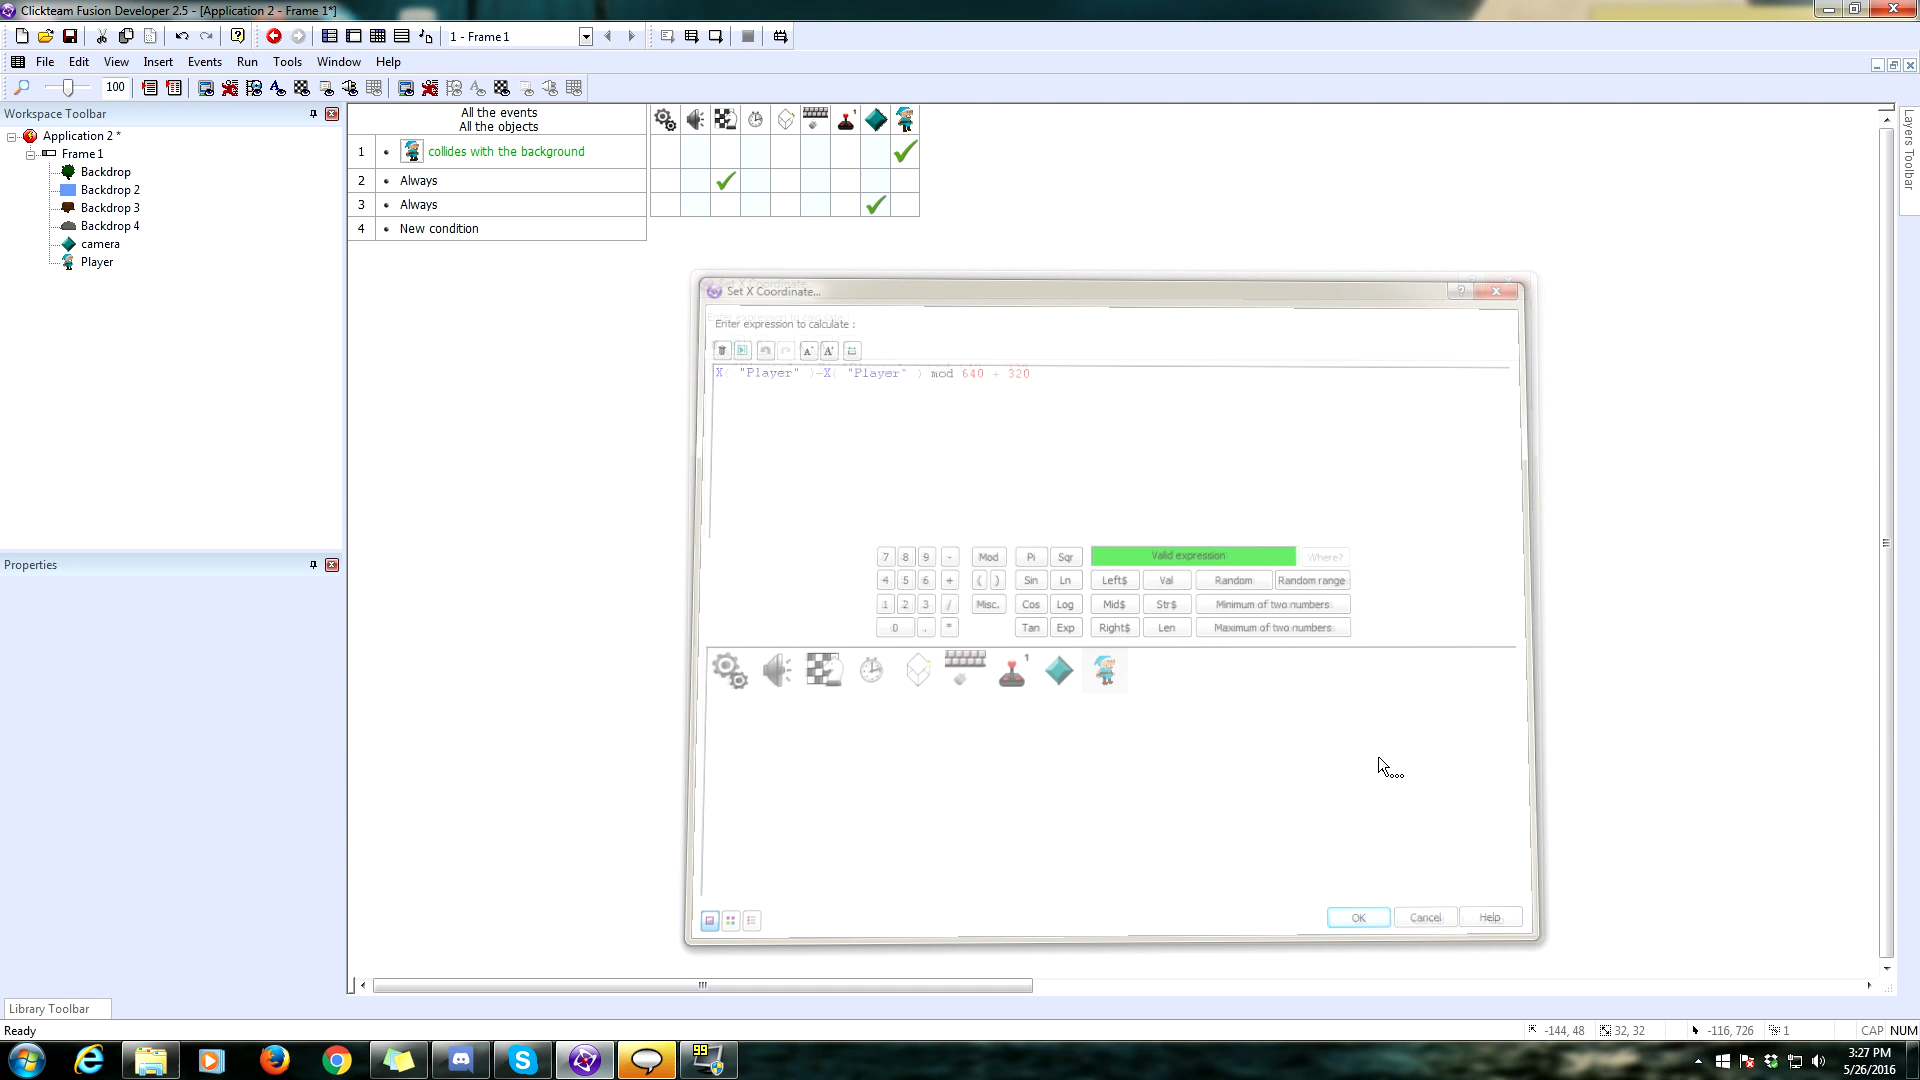 Clickteam Fusion Developer 2.5 - [Application 2 - Frame 1*]
1 - Frame 1
File Edit View Insert Events Run Tools Window Help
100
Workspace Toolbar
Application 2 *
Frame 1
Backdrop
Backdrop 2
Backdrop 3
Backdrop 4
camera
Player
Properties
Library Toolbar
Ready
All the events
All the objects
1 • collides with the background
2 • Always
3 • Always
4 • New condition
Layers Toolbar
Set X Coordinate...
Enter expression to calculate :
X( "Player" )-X( "Player" ) mod 640 + 320
7 8 9 - Mod Pi Sqr Valid expression Where?
4 5 6 + ( ) Sin Ln Left$ Val Random Random range
1 2 3 / Misc. Cos Log Mid$ Str$ Minimum of two numbers
0 . * Tan Exp Right$ Len Maximum of two numbers
1
OK Cancel Help
-144, 48 32, 32 -116, 726 1 CAP NUM
99
3:27 PM
5/26/2016